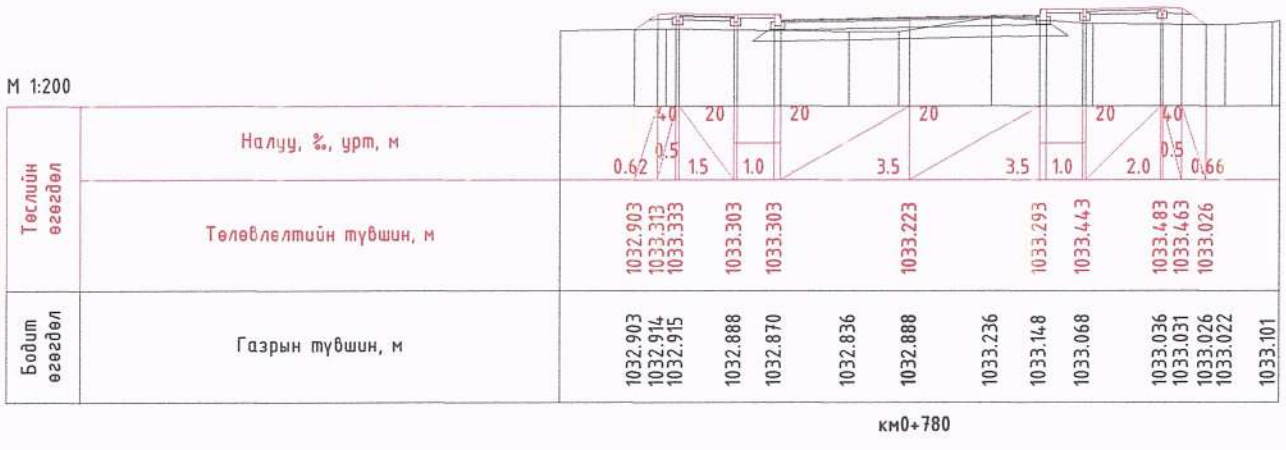 М 1:200
Төслийн өгөгдөл
Налуу, ‰, урт, м
40 20 20 20 20 40
0.5 0.5
0.62 1.5 1.0 3.5 3.5 1.0 2.0 0.66
Төлөвлөлтийн түвшин, м
1032.903 1033.313 1033.333 1033.303 1033.303 1033.223 1033.293 1033.443 1033.483 1033.463 1033.026
Бодит өгөгдөл
Газрын түвшин, м
1032.903 1032.914 1032.915 1032.888 1032.870 1032.836 1032.888 1033.236 1033.148 1033.068 1033.036 1033.031 1033.026 1033.022 1033.101
км0+780